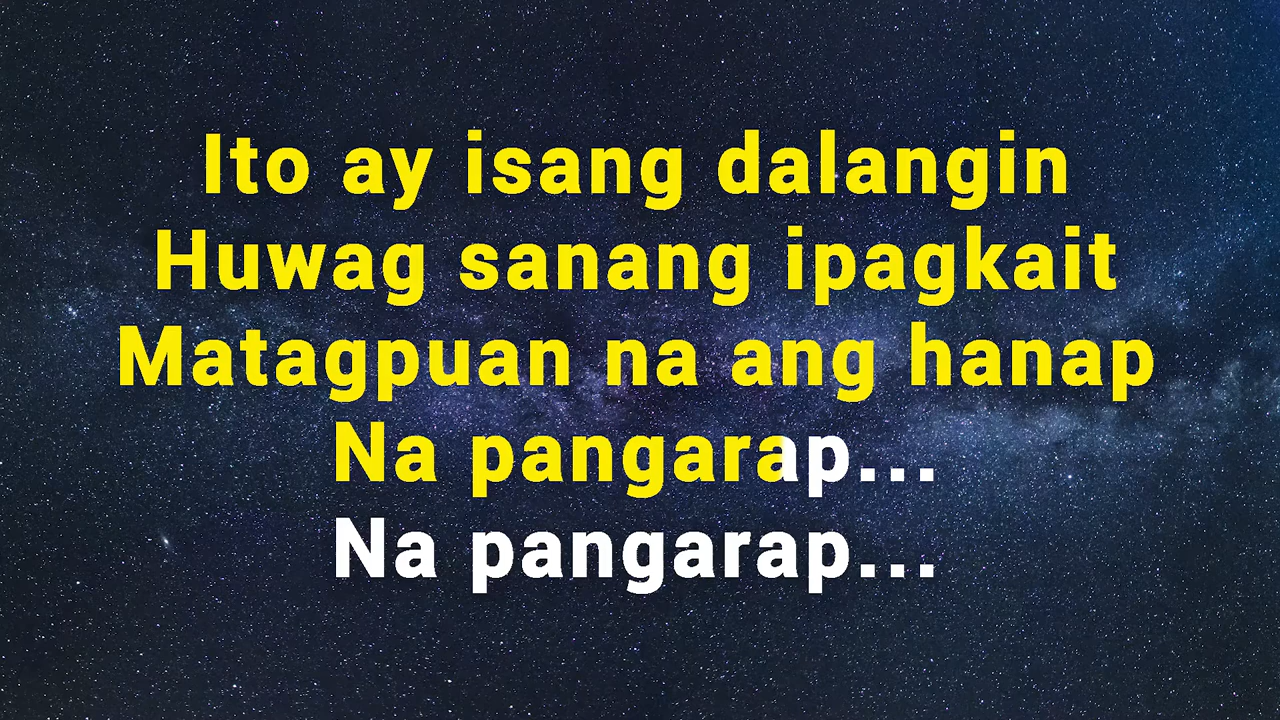 Ito ay isang dalangin
Huwag sanang ipagkait
Matagpuan na ang hanap
Na pangarap...
Na pangarap...